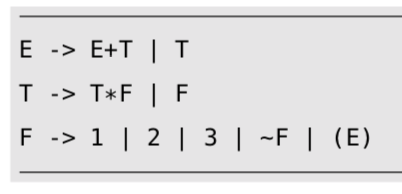 E -> E+T | T
T -> T*F | F
F -> 1 | 2 | 3 | ~F | (E)